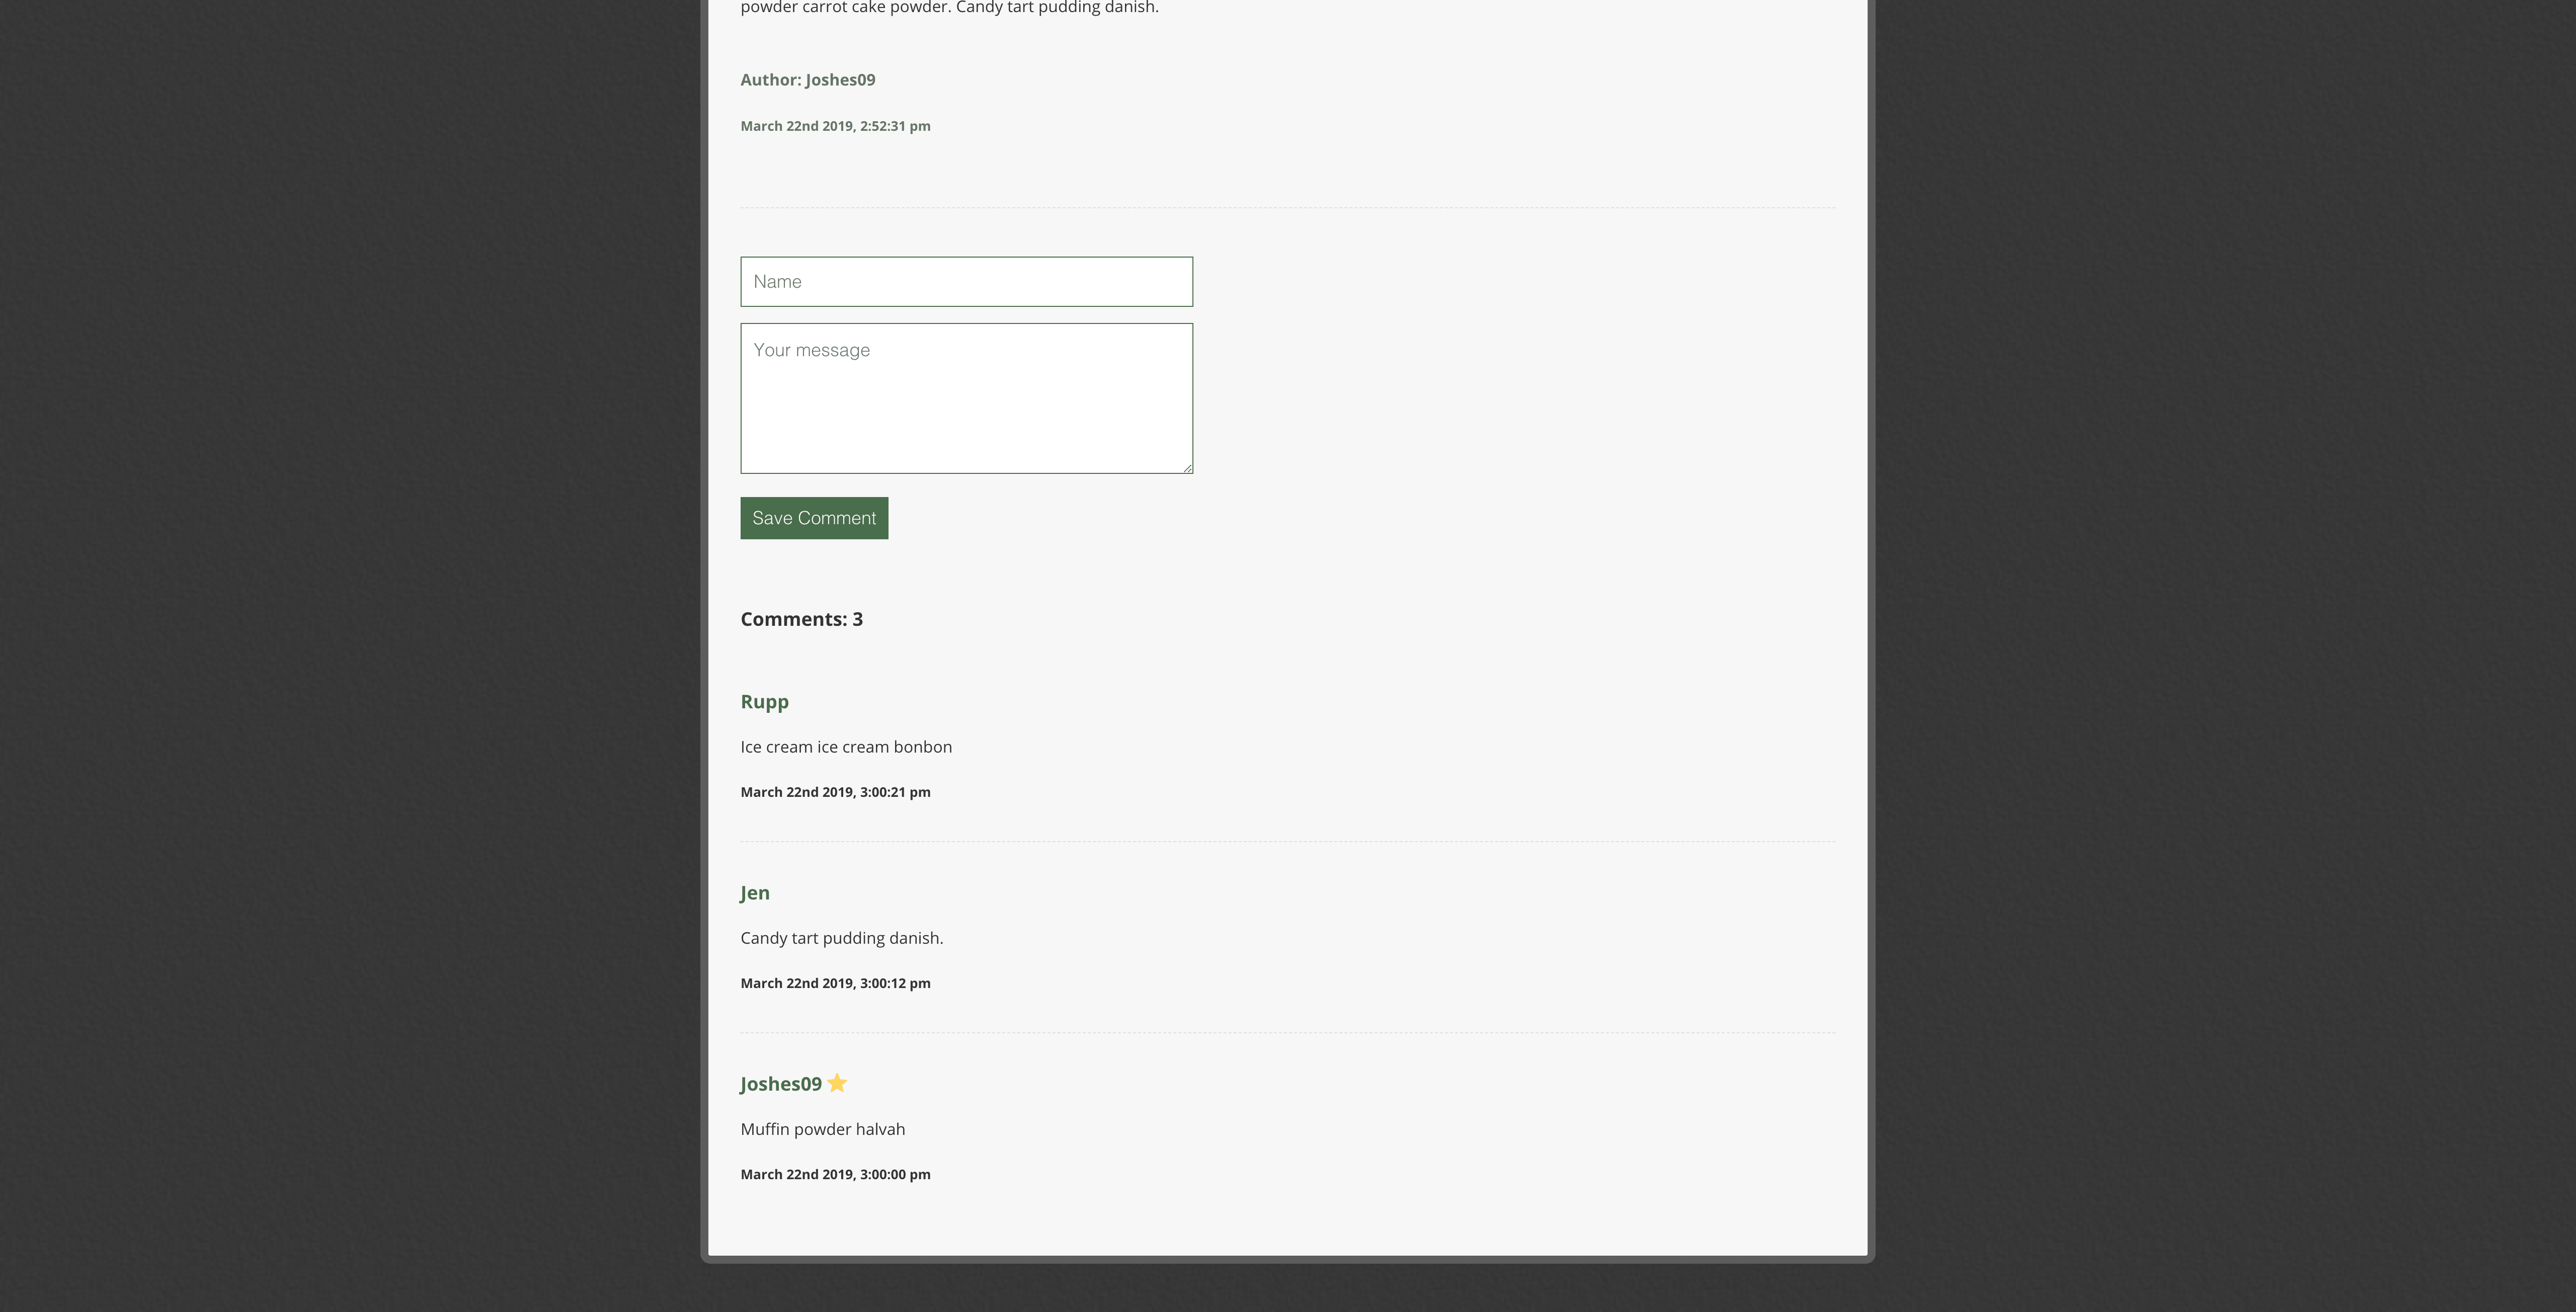 powder carrot cake powder. Candy tart pudding danish.
Author: Joshes09
March 22nd 2019, 2:52:31 pm
Name
Your message
Save Comment
Comments: 3
Rupp
Ice cream ice cream bonbon
March 22nd 2019, 3:00:21 pm
Jen
Candy tart pudding danish.
March 22nd 2019, 3:00:12 pm
Joshes09 ⭐
Muffin powder halvah
March 22nd 2019, 3:00:00 pm